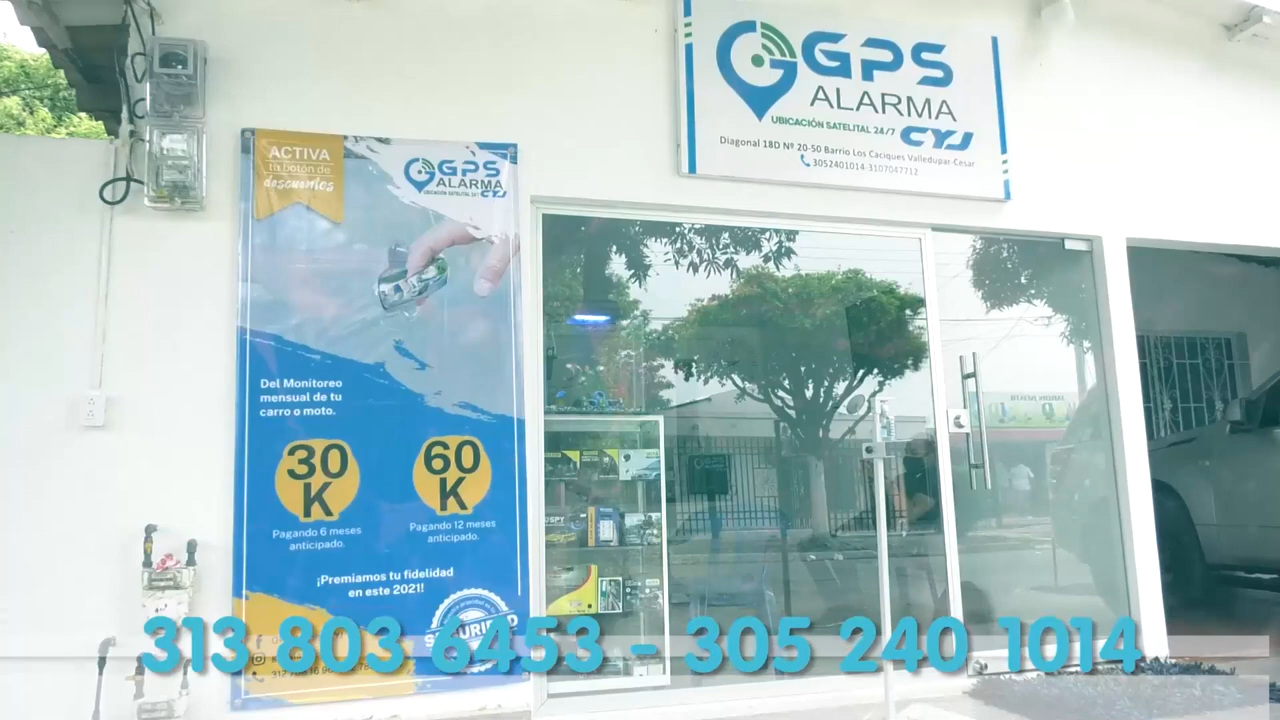 GPS
ALARMA
UBICACIÓN SATELITAL 24/7 CYJ
Diagonal 18D Nº 20-50 Barrio Los Caciques Valledupar-Cesar
3052401014-3107047712
ACTIVA
tu botón de
descuentos
GPS
ALARMA
UBICACIÓN SATELITAL 24/7
CYJ
Del Monitoreo
mensual de tu
carro o moto.
30
K
60
K
Pagando 6 meses
anticipado.
Pagando 12 meses
anticipado.
¡Premiamos tu fidelidad
en este 2021!
313 803 6453 - 305 240 1014